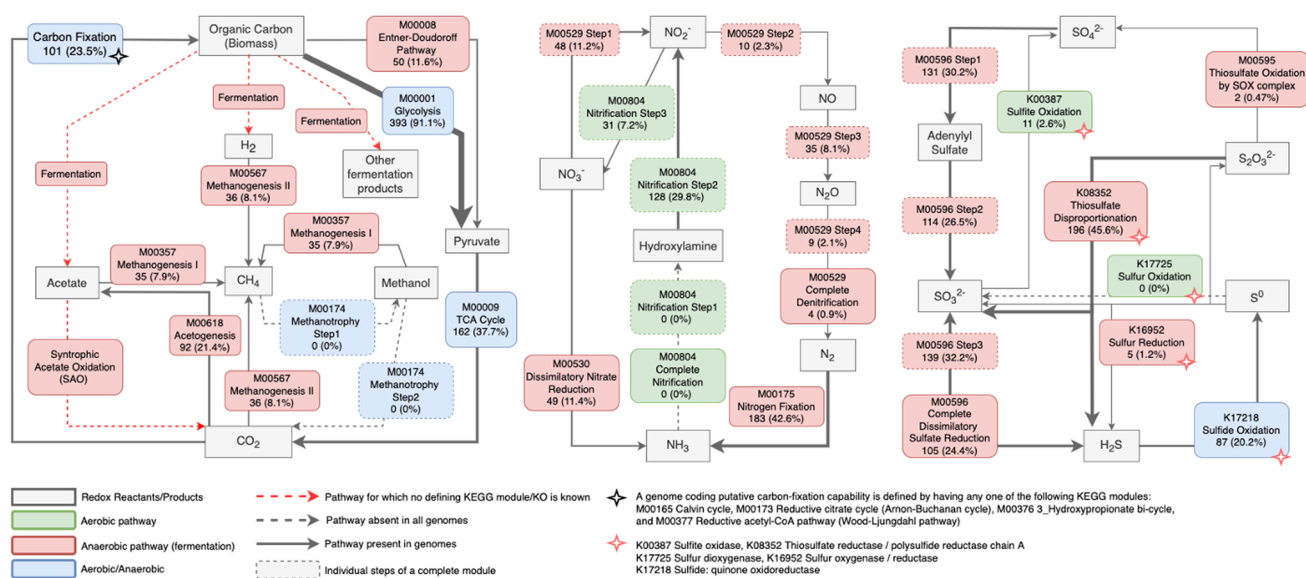 Carbon Fixation
101 (23.5%)
Organic Carbon
(Biomass)
M00008
Entner-Doudoroff
Pathway
50 (11.6%)
M00001
Glycolysis
393 (91.1%)
Fermentation
Fermentation
Fermentation
H2
Other
fermentation
products
M00567
Methanogenesis II
36 (8.1%)
M00357
Methanogenesis I
35 (7.9%)
Pyruvate
M00357
Methanogenesis I
35 (7.9%)
Acetate
CH4
Methanol
M00174
Methanotrophy
Step1
0 (0%)
M00009
TCA Cycle
162 (37.7%)
M00618
Acetogenesis
92 (21.4%)
Syntrophic
Acetate Oxidation
(SAO)
M00567
Methanogenesis II
36 (8.1%)
M00174
Methanotrophy
Step2
0 (0%)
CO2
M00529 Step1
48 (11.2%)
NO2-
M00529 Step2
10 (2.3%)
M00804
Nitrification Step3
31 (7.2%)
NO
M00529 Step3
35 (8.1%)
NO3-
M00804
Nitrification Step2
128 (29.8%)
N2O
M00529 Step4
9 (2.1%)
Hydroxylamine
M00529
Complete
Denitrification
4 (0.9%)
M00804
Nitrification Step1
0 (0%)
N2
M00804
Complete
Nitrification
0 (0%)
M00530
Dissimilatory Nitrate
Reduction
49 (11.4%)
M00175
Nitrogen Fixation
183 (42.6%)
NH3
SO42-
M00596 Step1
131 (30.2%)
M00595
Thiosulfate Oxidation
by SOX complex
2 (0.47%)
K00387
Sulfite Oxidation
11 (2.6%)
Adenylyl
Sulfate
S2O32-
K08352
Thiosulfate
Disproportionation
196 (45.6%)
M00596 Step2
114 (26.5%)
K17725
Sulfur Oxidation
0 (0%)
SO32-
S0
M00596 Step3
139 (32.2%)
K16952
Sulfur Reduction
5 (1.2%)
M00596
Complete
Dissimilatory
Sulfate Reduction
105 (24.4%)
H2S
K17218
Sulfide Oxidation
87 (20.2%)
Redox Reactants/Products
Aerobic pathway
Anaerobic pathway (fermentation)
Aerobic/Anaerobic
Pathway for which no defining KEGG module/KO is known
Pathway absent in all genomes
Pathway present in genomes
Individual steps of a complete module
A genome coding putative carbon-fixation capability is defined by having any one of the following KEGG modules:
M00165 Calvin cycle, M00173 Reductive citrate cycle (Arnon-Buchanan cycle), M00376 3_Hydroxypropionate bi-cycle,
and M00377 Reductive acetyl-CoA pathway (Wood-Ljungdahl pathway)
K00387 Sulfite oxidase, K08352 Thiosulfate reductase / polysulfide reductase chain A
K17725 Sulfur dioxygenase, K16952 Sulfur oxygenase / reductase
K17218 Sulfide: quinone oxidoreductase